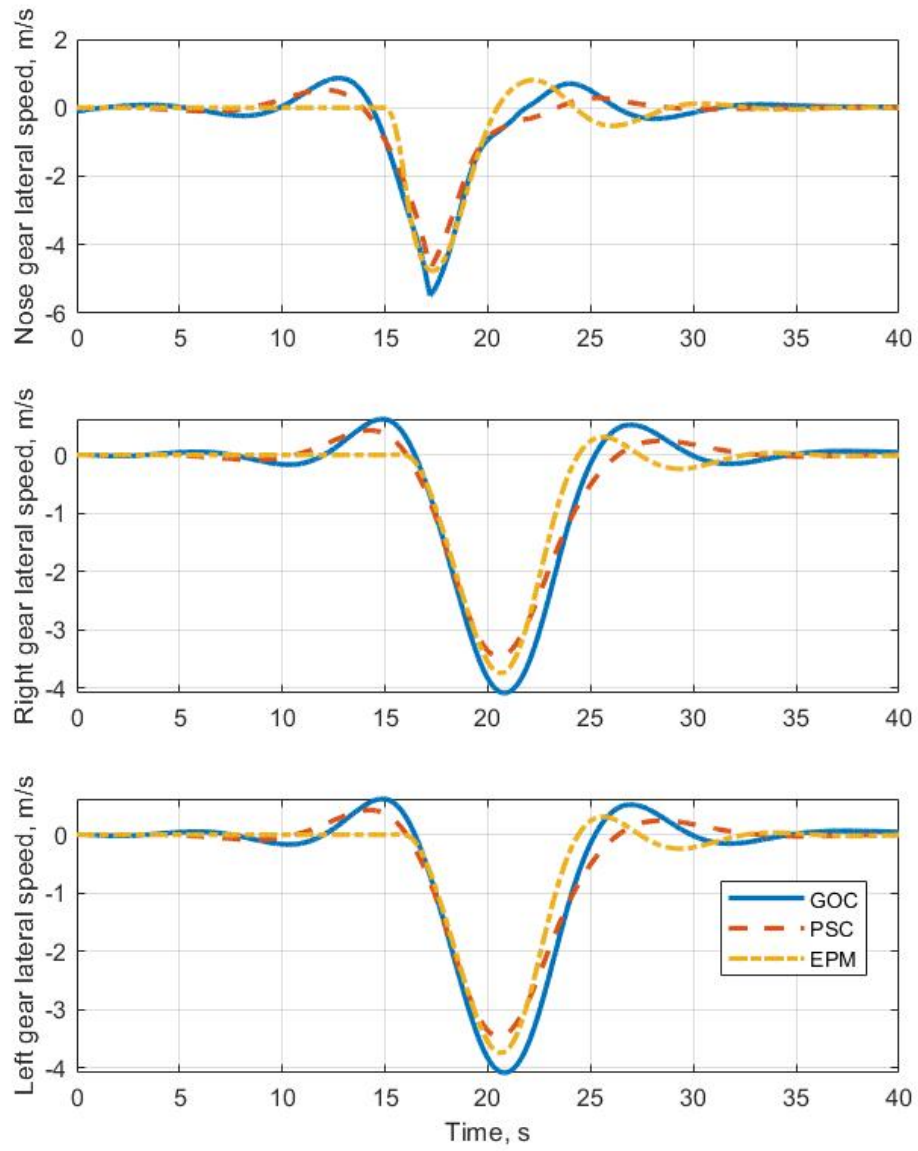 Nose gear lateral speed, m/s
2
0
-2
-4
-6
0 5 10 15 20 25 30 35 40
Right gear lateral speed, m/s
0
-1
-2
-3
-4
0 5 10 15 20 25 30 35 40
Left gear lateral speed, m/s
0
-1
-2
-3
-4
GOC
PSC
EPM
0 5 10 15 20 25 30 35 40
Time, s